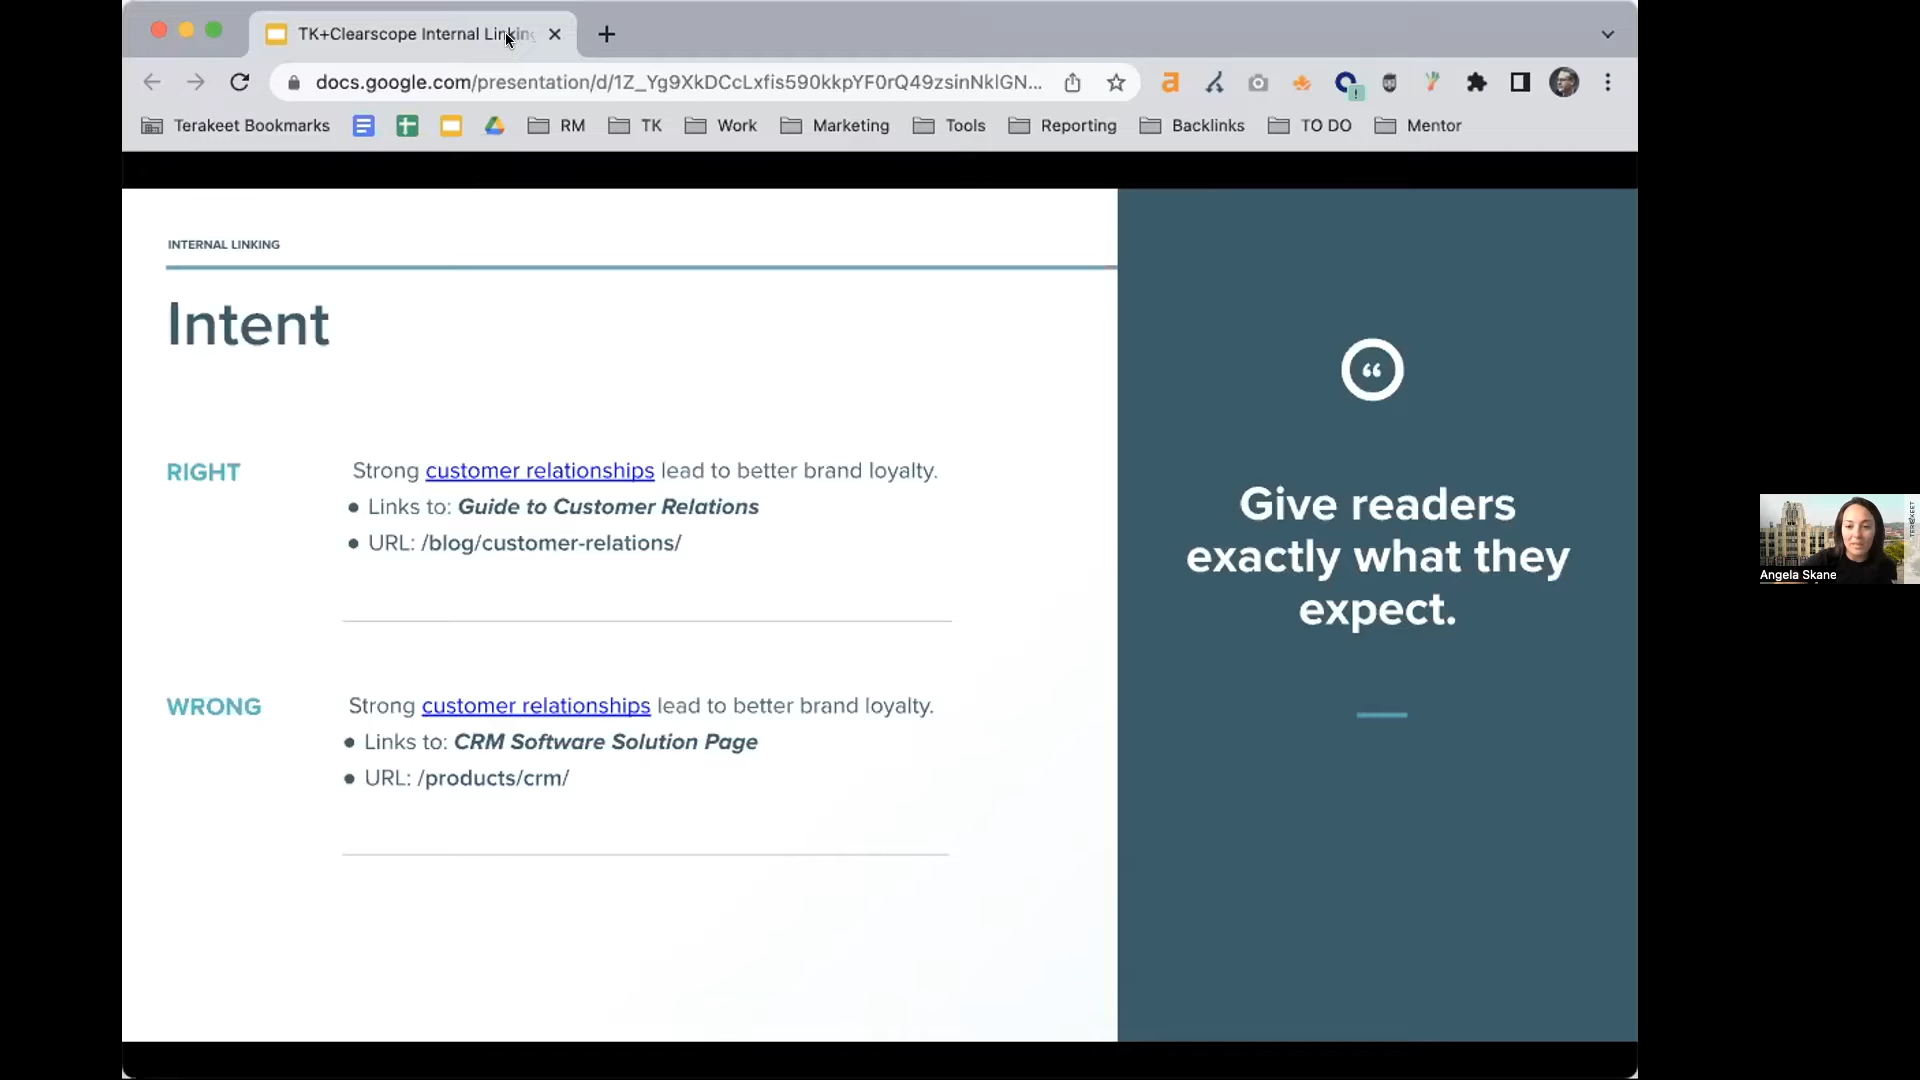 TK+Clearscope Internal Linking
docs.google.com/presentation/d/1Z_Yg9XkDCcLxfis590kkpYF0rQ49zsinNklGN...
Terakeet Bookmarks RM TK Work Marketing Tools Reporting Backlinks TO DO Mentor
INTERNAL LINKING
Intent
RIGHT
Strong customer relationships lead to better brand loyalty.
● Links to: Guide to Customer Relations
● URL: /blog/customer-relations/
WRONG
Strong customer relationships lead to better brand loyalty.
● Links to: CRM Software Solution Page
● URL: /products/crm/
“
Give readers
exactly what they
expect.
TERAKEET
Angela Skane